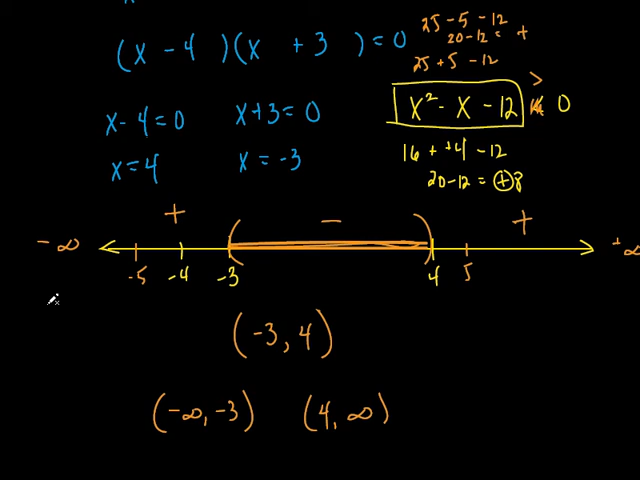 (x - 4)(x + 3) = 0
x - 4 = 0
x + 3 = 0
x = 4
x = -3
25 - 5 - 12
20 - 12 = +
25 + 5 - 12
x² - x - 12 > 0
16 + +4 - 12
20 - 12 = +8
+ - +
-∞ ( ) +∞
-5 -4 -3 4 5
(-3, 4)
(-∞, -3) (4, ∞)